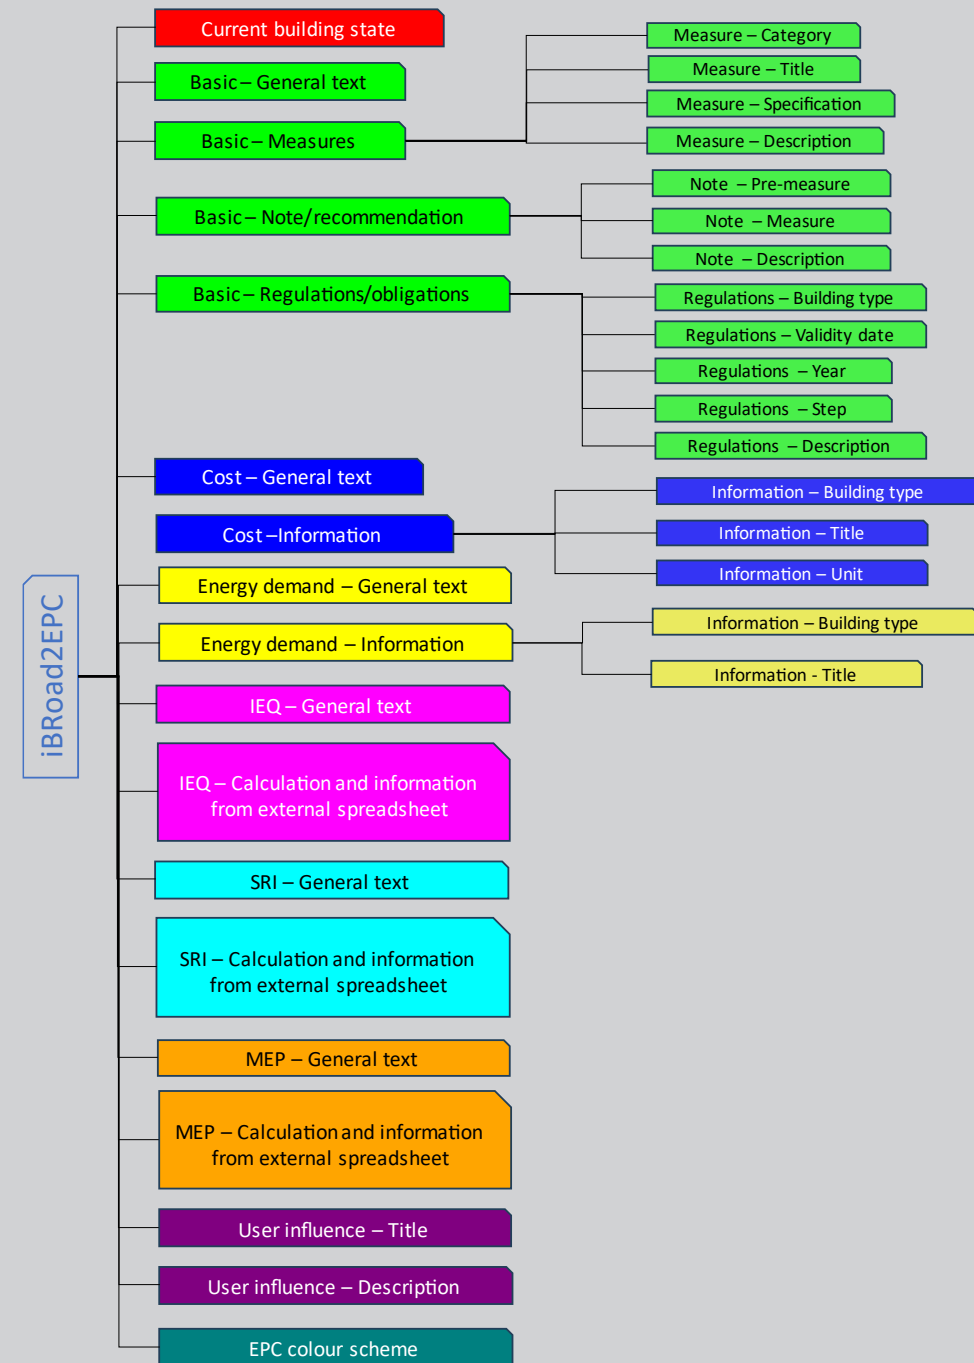 iBRoad2EPC
Current building state
Basic – General text
Basic – Measures
Measure – Category
Measure – Title
Measure – Specification
Measure – Description
Basic – Note/recommendation
Note – Pre-measure
Note – Measure
Note – Description
Basic – Regulations/obligations
Regulations – Building type
Regulations – Validity date
Regulations – Year
Regulations – Step
Regulations – Description
Cost – General text
Cost –Information
Information – Building type
Information – Title
Information – Unit
Energy demand – General text
Energy demand – Information
Information – Building type
Information - Title
IEQ – General text
IEQ – Calculation and information
from external spreadsheet
SRI – General text
SRI – Calculation and information
from external spreadsheet
MEP – General text
MEP – Calculation and information
from external spreadsheet
User influence – Title
User influence – Description
EPC colour scheme